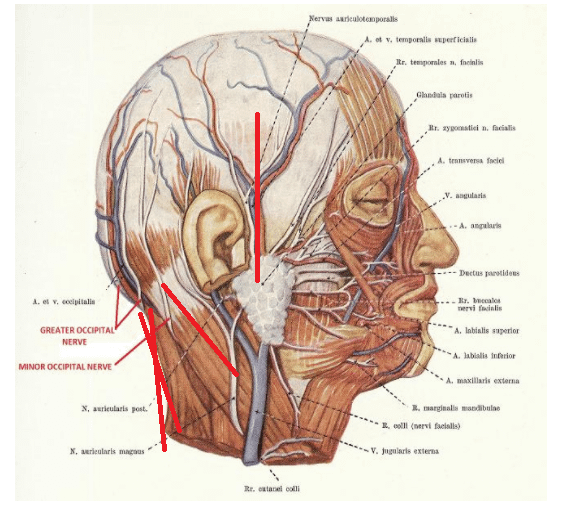 Nervus auriculotemporalis
A. et v. temporalis superficialis
Rr. temporales n. facialis
Glandula parotis
Rr. zygomatici n. facialis
A. transversa faciei
V. angularis
A. angularis
Ductus parotideus
A. et v. occipitalis
Rr. buccales
nervi facialis
GREATER OCCIPITAL
NERVE
A. labialis superior
A. labialis inferior
MINOR OCCIPITAL NERVE
A. maxillaris externa
N. auricularis post.
R. marginalis mandibulae
R. colli (nervi facialis)
N. auricularis magnus
V. jugularis externa
Rr. cutanei colli